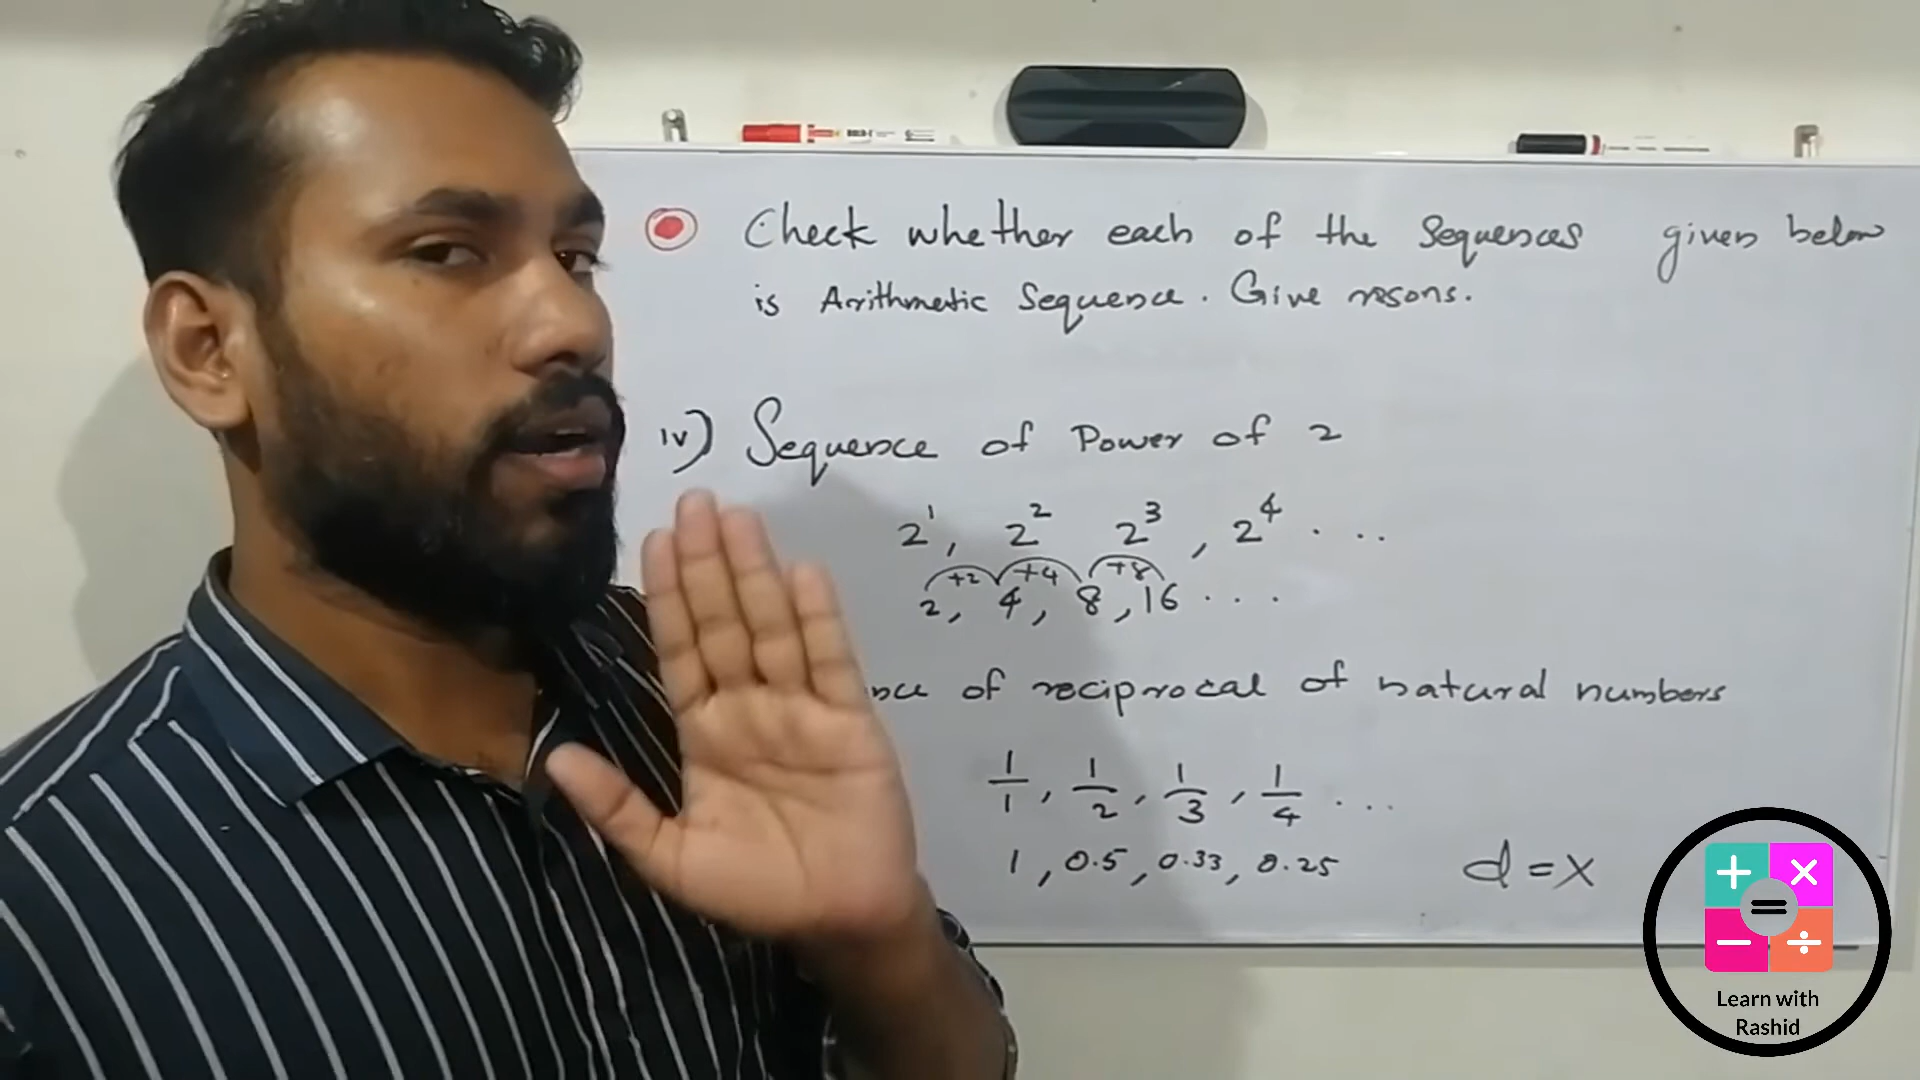 Check whether each of the Sequences given below
is Arithmetic Sequence. Give resons.
iv) Sequence of Power of 2
2¹, 2² 2³, 2⁴ . . .
+2 +4 +8
2, 4, 8, 16 . . .
of reciprocal of natural numbers
1/1, 1/2, 1/3, 1/4 . . .
1, 0.5, 0.33, 0.25 d = X
Learn with
Rashid